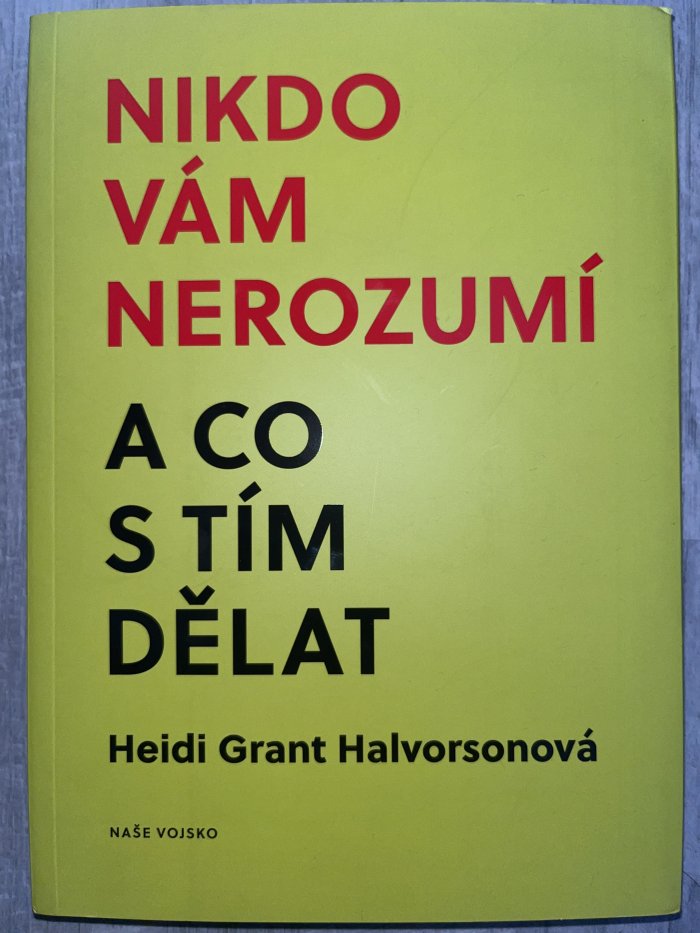 NIKDO
VÁM
NEROZUMÍ
A CO
S TÍM
DĚLAT
Heidi Grant Halvorsonová
NAŠE VOJSKO